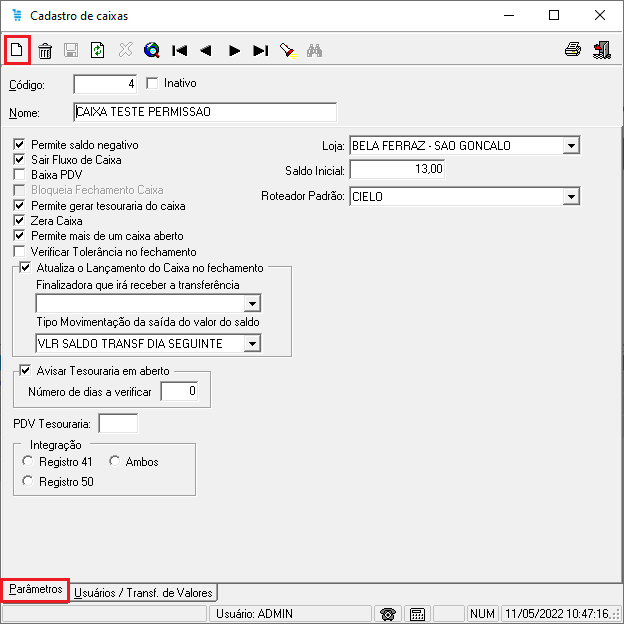 Cadastro de caixas
Código: 4 Inativo
Nome: CAIXA TESTE PERMISSAO
Permite saldo negativo
Sair Fluxo de Caixa
Baixa PDV
Bloqueia Fechamento Caixa
Permite gerar tesouraria do caixa
Zera Caixa
Permite mais de um caixa aberto
Verificar Tolerância no fechamento
Loja: BELA FERRAZ - SAO GONCALO
Saldo Inicial: 13,00
Roteador Padrão: CIELO
Atualiza o Lançamento do Caixa no fechamento
Finalizadora que irá receber a transferência
Tipo Movimentação da saída do valor do saldo
VLR SALDO TRANSF DIA SEGUINTE
Avisar Tesouraria em aberto
Número de dias a verificar 0
PDV Tesouraria:
Integração
Registro 41 Ambos
Registro 50
Parâmetros Usuários / Transf. de Valores
Usuário: ADMIN NUM 11/05/2022 10:47:16